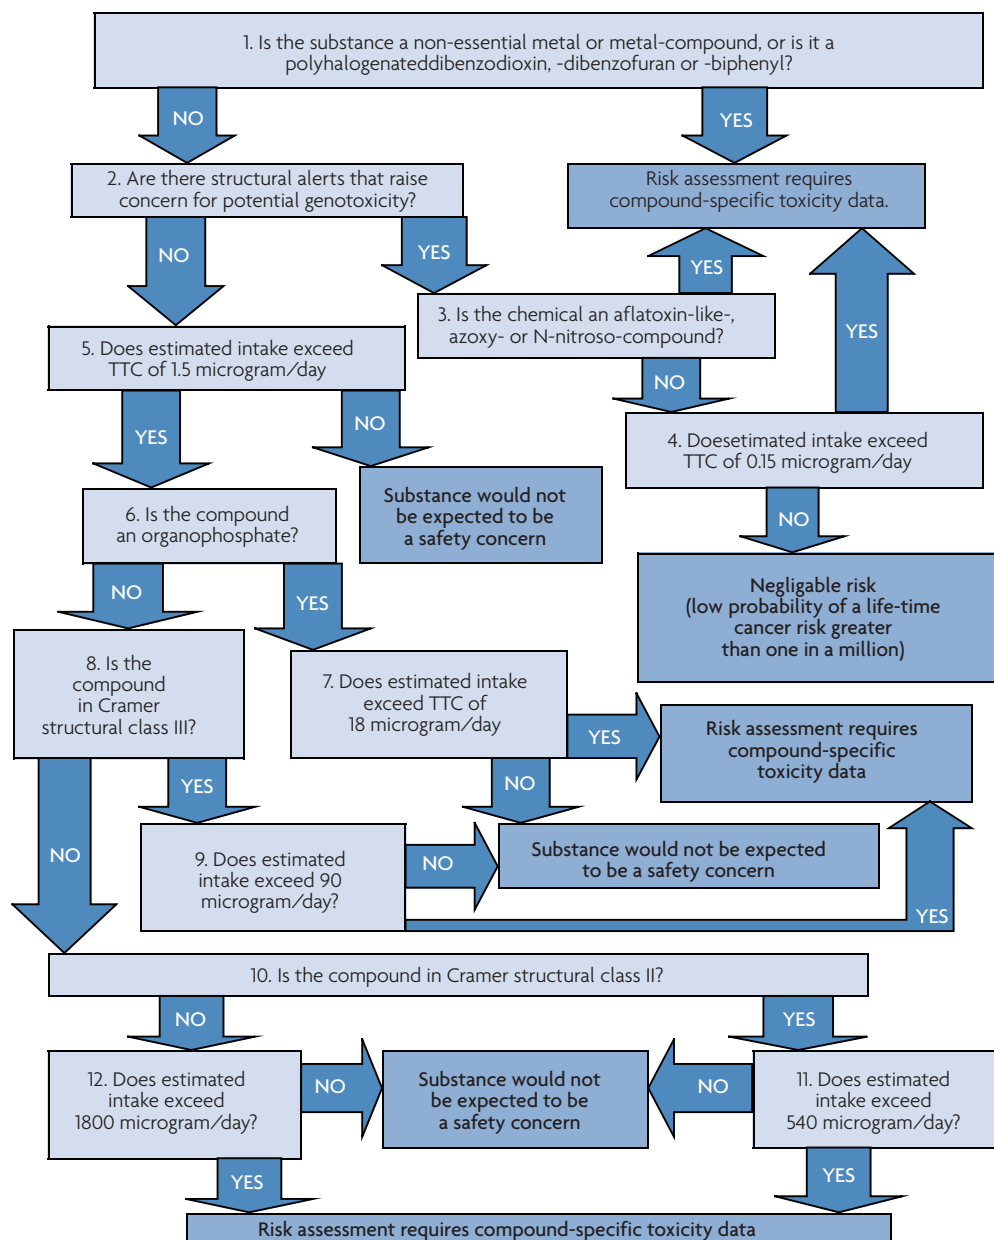 1. Is the substance a non-essential metal or metal-compound, or is it a
polyhalogenateddibenzodioxin, -dibenzofuran or -biphenyl?
NO
YES
2. Are there structural alerts that raise
concern for potential genotoxicity?
Risk assessment requires
compound-specific toxicity data.
NO
YES
YES
YES
3. Is the chemical an aflatoxin-like-,
azoxy- or N-nitroso-compound?
5. Does estimated intake exceed
TTC of 1.5 microgram/day
NO
YES
NO
4. Doesetimated intake exceed
TTC of 0.15 microgram/day
Substance would not
be expected to be
a safety concern
6. Is the compound
an organophosphate?
NO
NO
YES
Negligable risk
(low probability of a life-time
cancer risk greater
than one in a million)
8. Is the
compound
in Cramer
structural class III?
7. Does estimated intake
exceed TTC of
18 microgram/day
YES
Risk assessment requires
compound-specific
toxicity data
YES
NO
NO
9. Does estimated
intake exceed 90
microgram/day?
NO
Substance would not be expected
to be a safety concern
YES
10. Is the compound in Cramer structural class II?
NO
YES
12. Does estimated
intake exceed
1800 microgram/day?
NO
Substance would not
be expected to be
a safety concern
NO
11. Does estimated
intake exceed
540 microgram/day?
YES
YES
Risk assessment requires compound-specific toxicity data